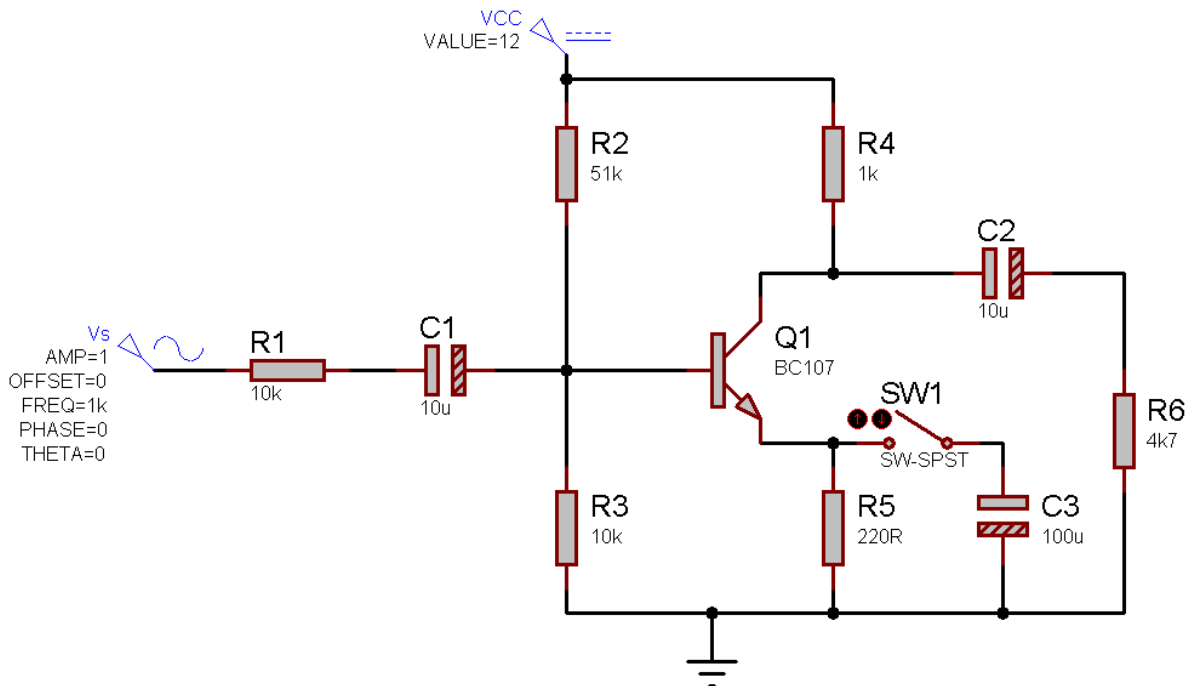 VCC
VALUE=12
R2
51k
R4
1k
C2
10u
Vs
AMP=1
OFFSET=0
FREQ=1k
PHASE=0
THETA=0
R1
10k
C1
10u
Q1
BC107
SW1
SW-SPST
R6
4k7
R3
10k
R5
220R
C3
100u